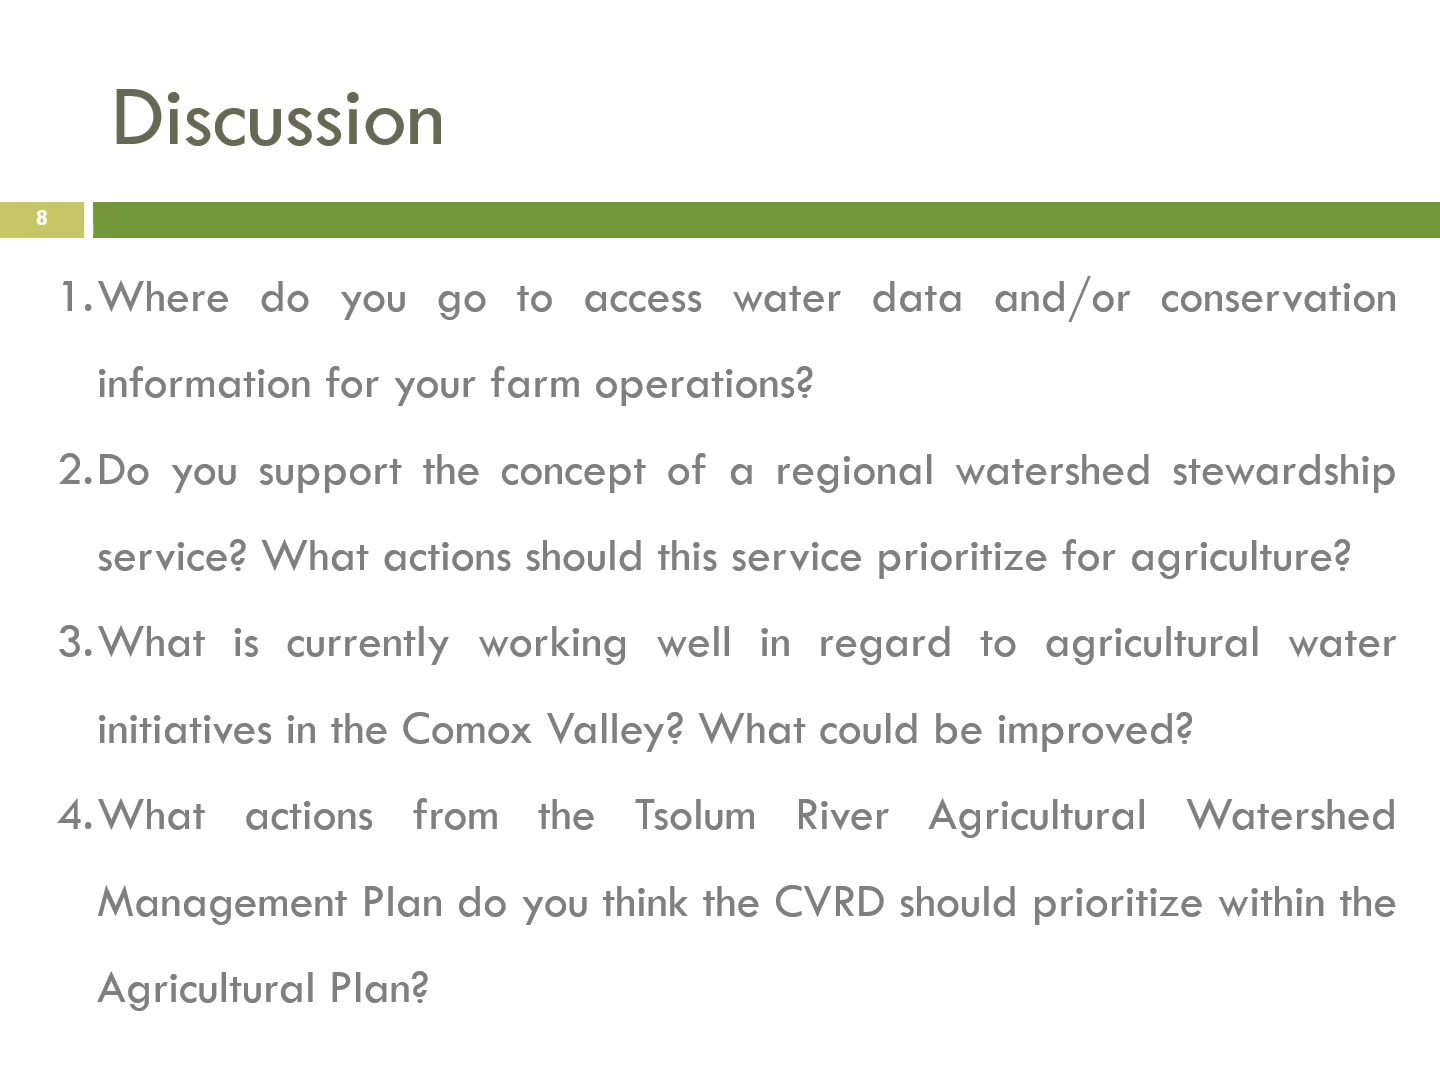 Discussion
8
1. Where do you go to access water data and/or conservation
information for your farm operations?
2. Do you support the concept of a regional watershed stewardship
service? What actions should this service prioritize for agriculture?
3. What is currently working well in regard to agricultural water
initiatives in the Comox Valley? What could be improved?
4. What actions from the Tsolum River Agricultural Watershed
Management Plan do you think the CVRD should prioritize within the
Agricultural Plan?